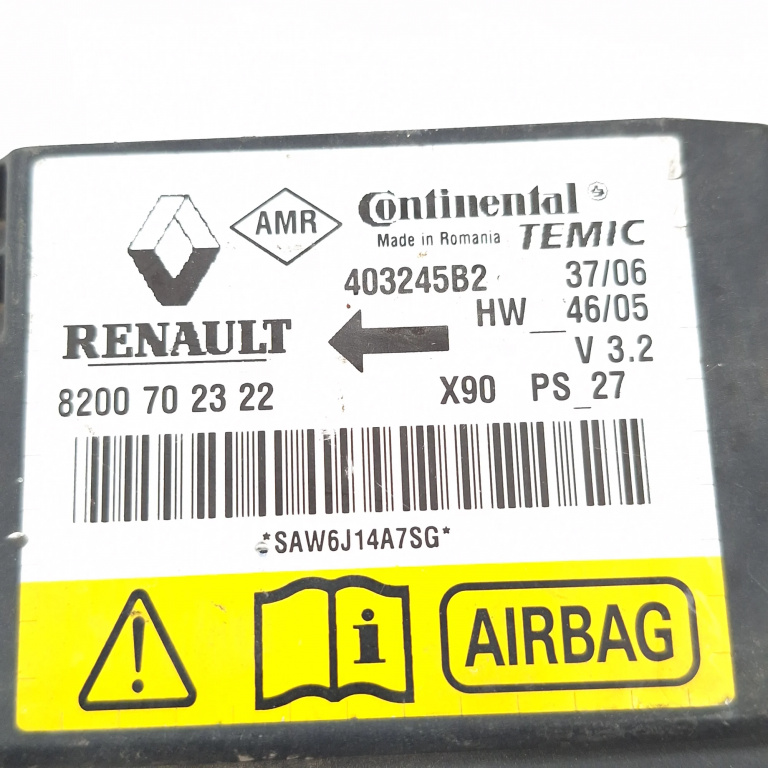 AMR
Continental
Made in Romania TEMIC
403245B2 37/06
HW__46/05
RENAULT
V 3.2
8200 70 23 22
X90 PS_27
*SAW6J14A7SG*
i
AIRBAG